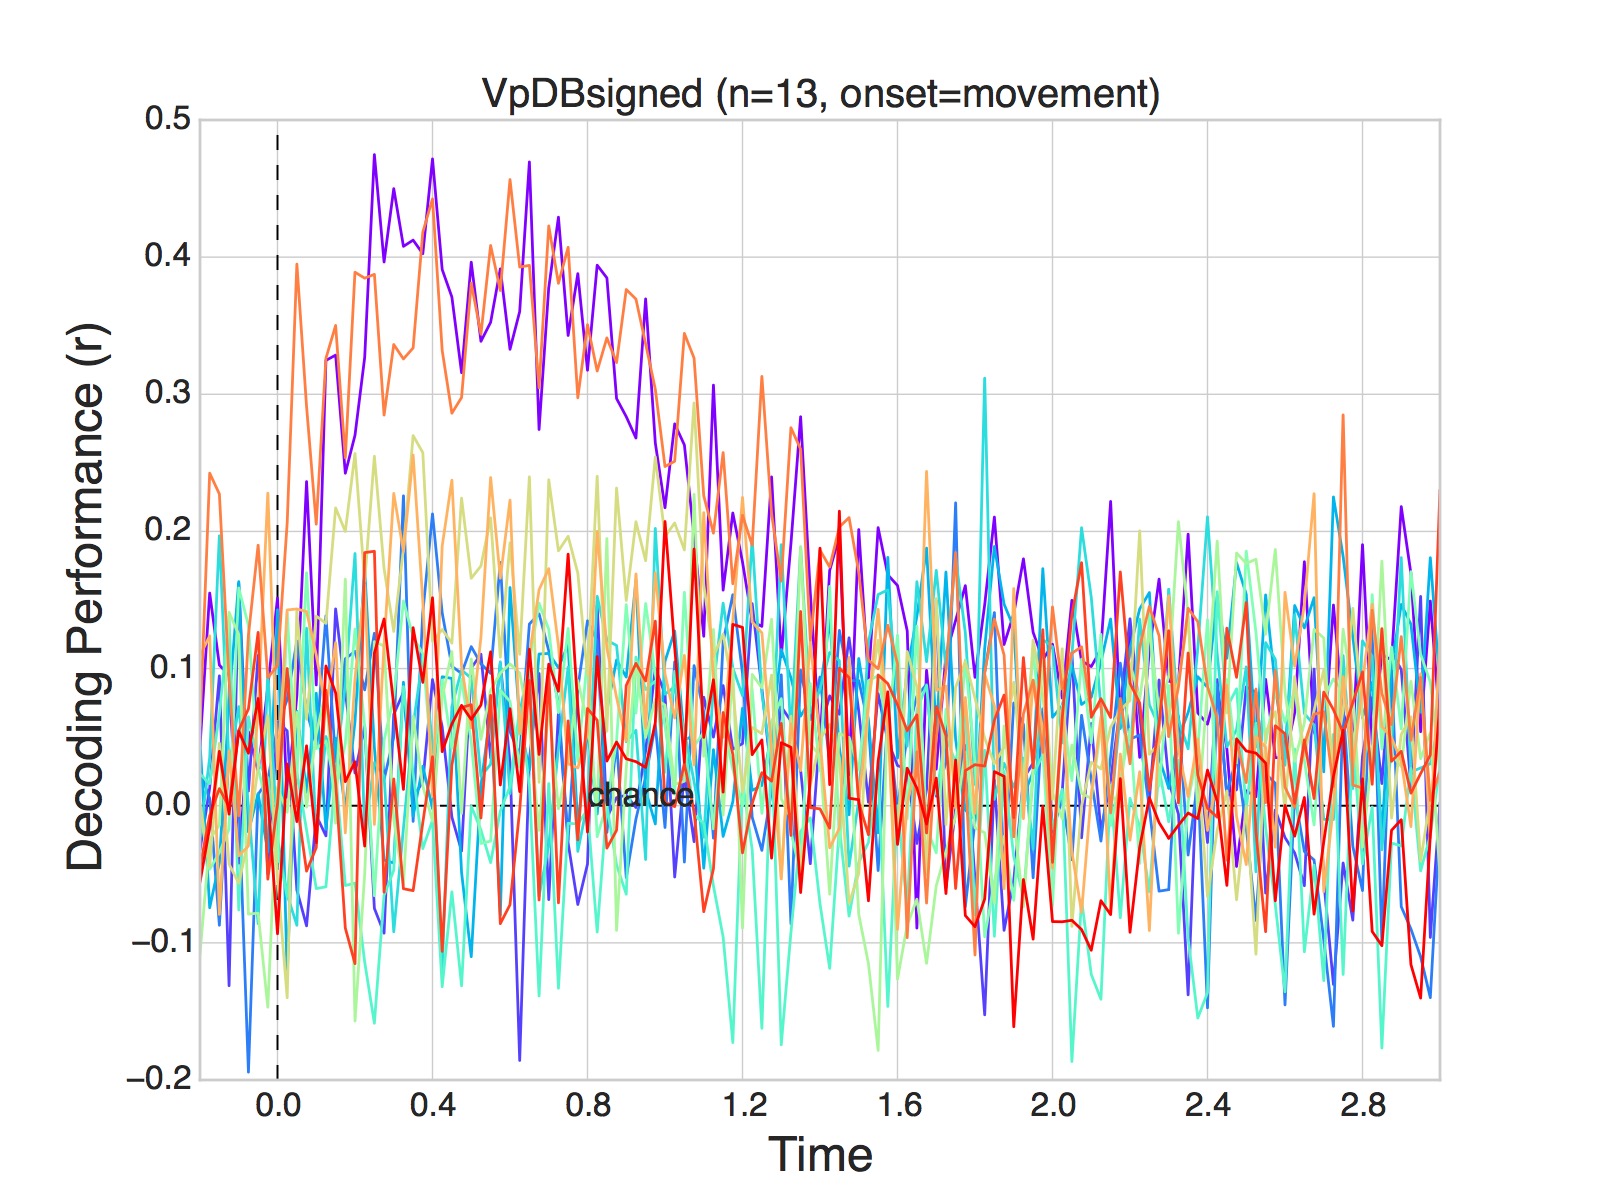 VpDBsigned (n=13, onset=movement)
Decoding Performance (r)
0.5
0.4
0.3
0.2
0.1
0.0
−0.1
−0.2
chance
0.0 0.4 0.8 1.2 1.6 2.0 2.4 2.8
Time